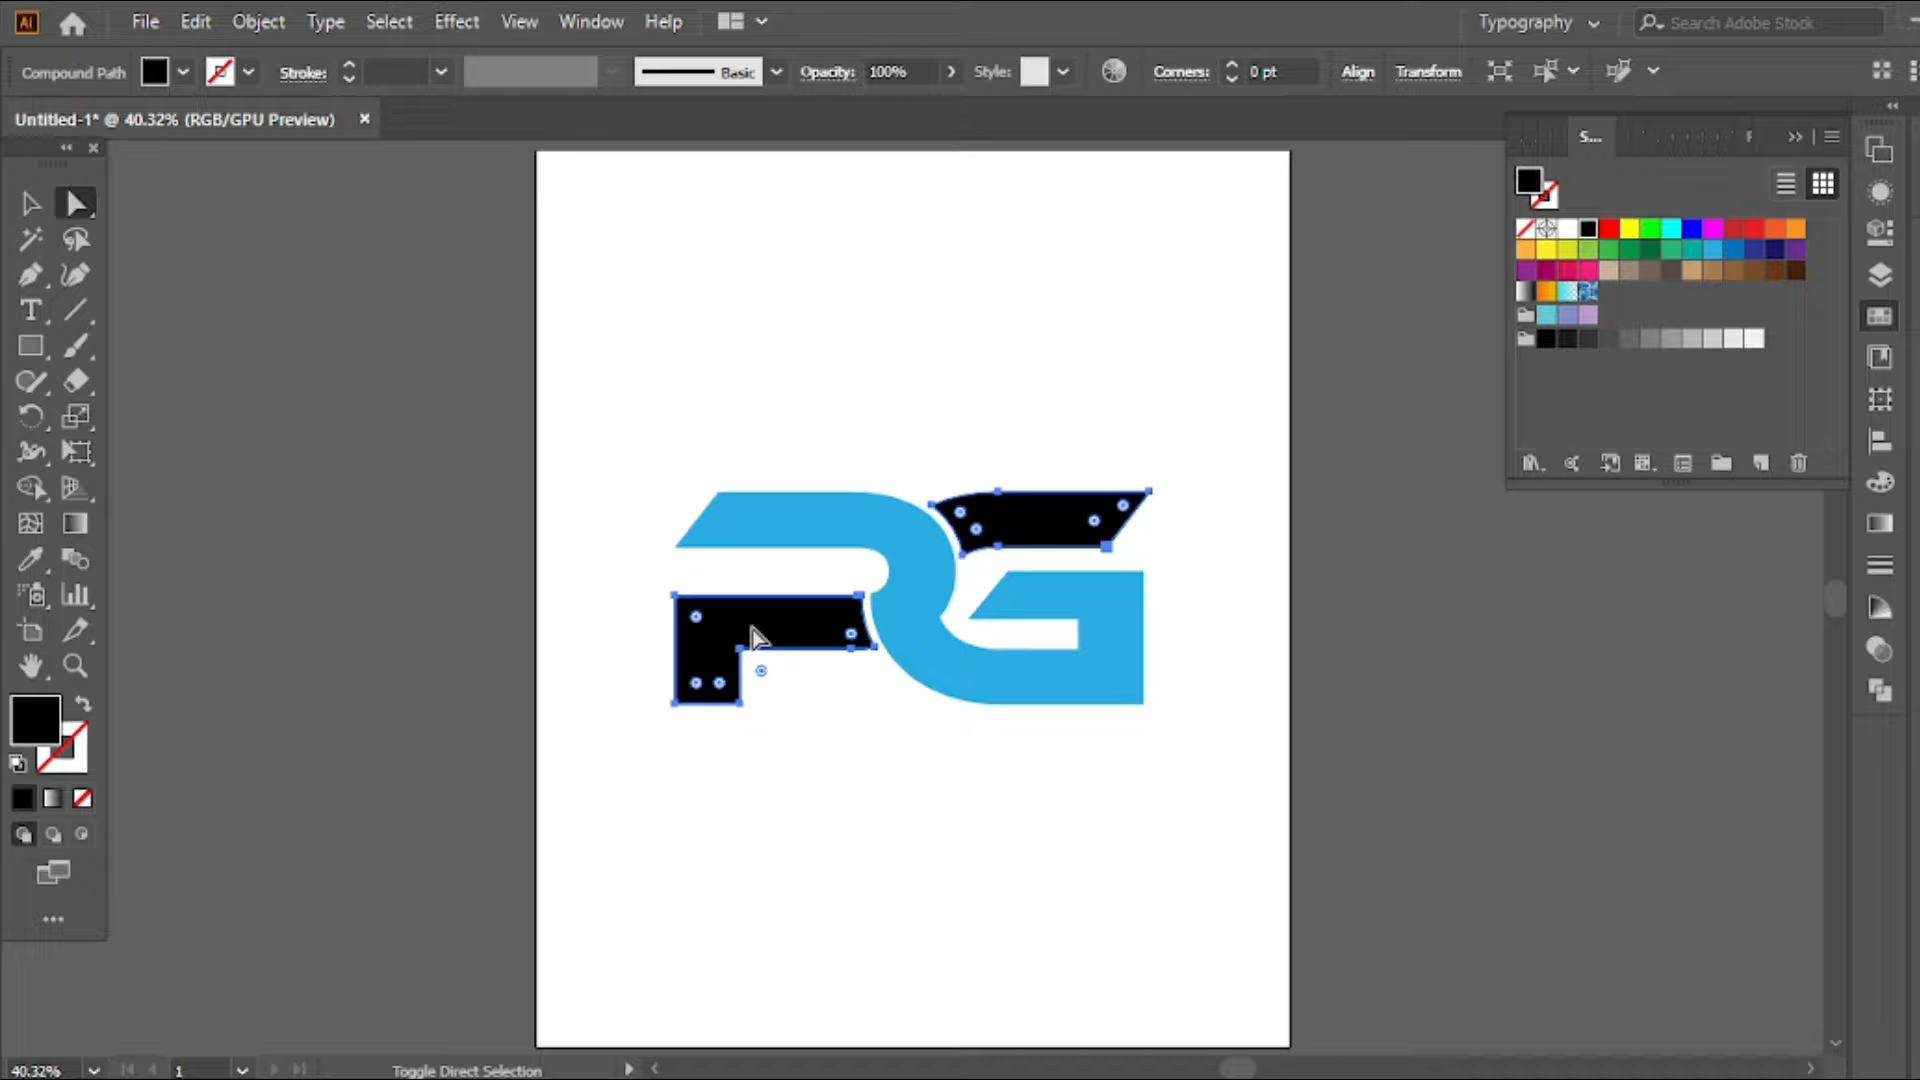 Ai File Edit Object Type Select Effect View Window Help Typography Search Adobe Stock
Compound Path Stroke: Basic Opacity: 100% Style: Corners: 0 pt Align Transform
Untitled-1* @ 40.32% (RGB/GPU Preview)
S...
RG
40.32% 1 Toggle Direct Selection